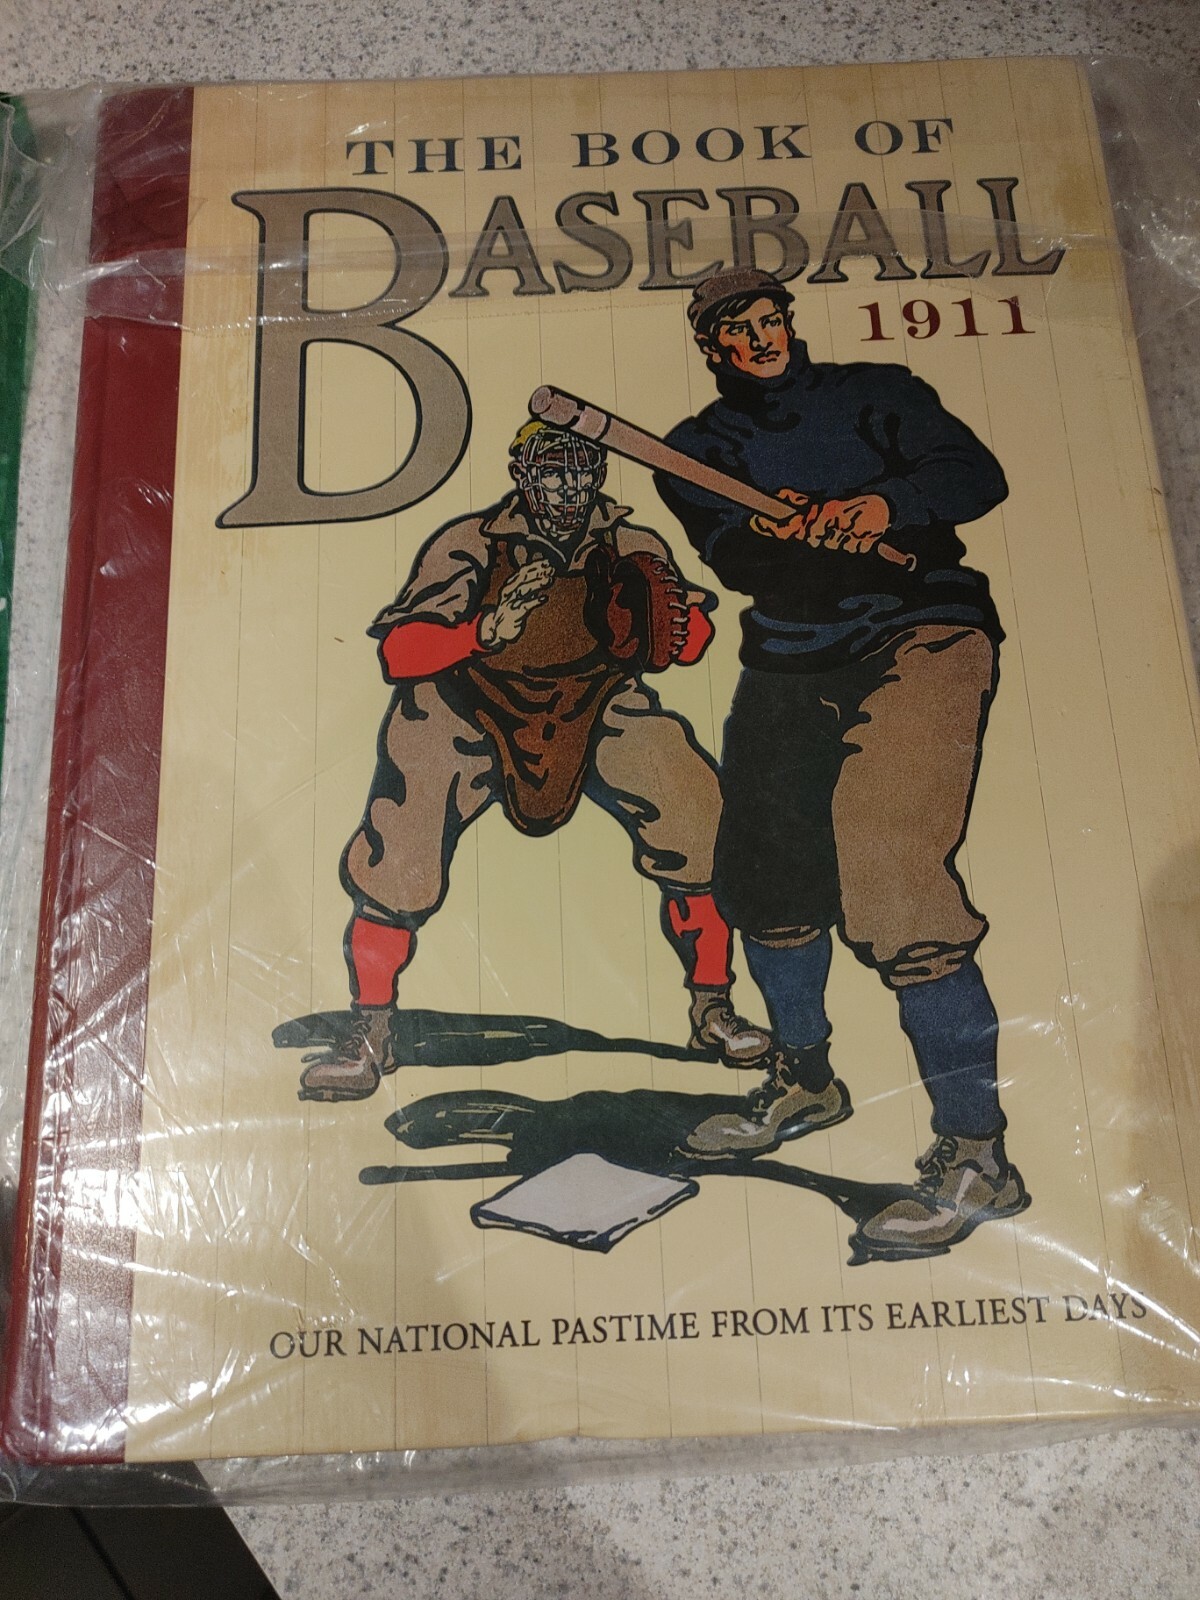 THE BOOK OF
BASEBALL
1911
OUR NATIONAL PASTIME FROM ITS EARLIEST DAYS